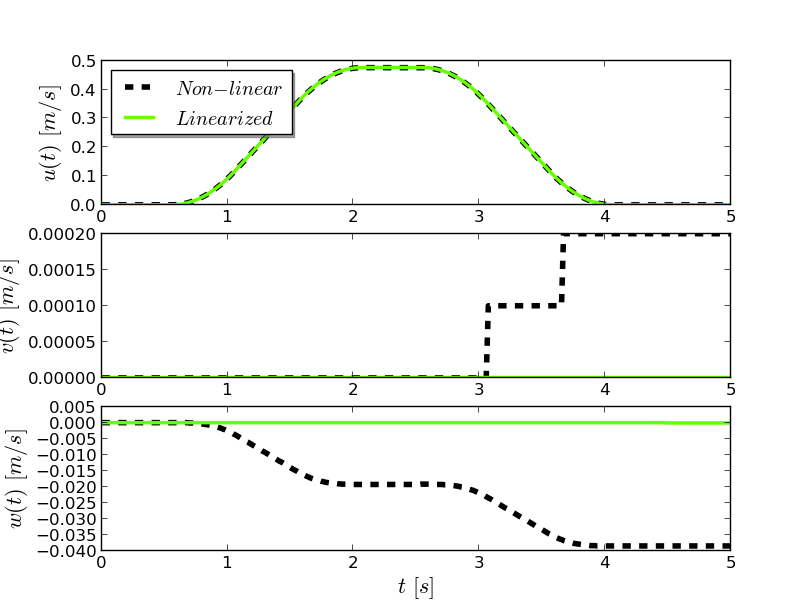 0.5
0.4
0.3
0.2
0.1
0.0
u(t) [m/s]
Non−linear
Linearized
0 1 2 3 4 5
0.00020
0.00015
0.00010
0.00005
0.00000
v(t) [m/s]
0 1 2 3 4 5
0.005
0.000
−0.005
−0.010
−0.015
−0.020
−0.025
−0.030
−0.035
−0.040
w(t) [m/s]
0 1 2 3 4 5
t [s]